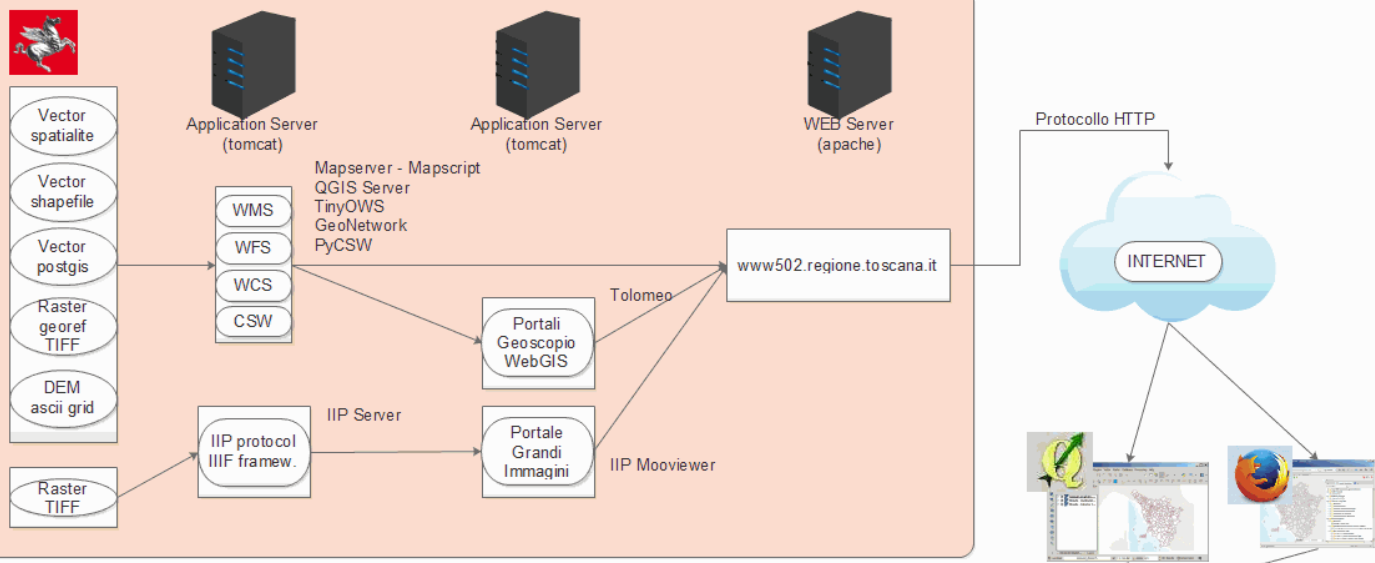 Application Server
(tomcat)
Application Server
(tomcat)
WEB Server
(apache)
Protocollo HTTP
Vector
spatialite
Vector
shapefile
Vector
postgis
Raster
georef
TIFF
DEM
ascii grid
Raster
TIFF
WMS
WFS
WCS
CSW
Mapserver - Mapscript
QGIS Server
TinyOWS
GeoNetwork
PyCSW
IIP protocol
IIIF framew.
IIP Server
Portali
Geoscopio
WebGIS
Tolomeo
Portale
Grandi
Immagini
IIP Mooviewer
www502.regione.toscana.it
INTERNET